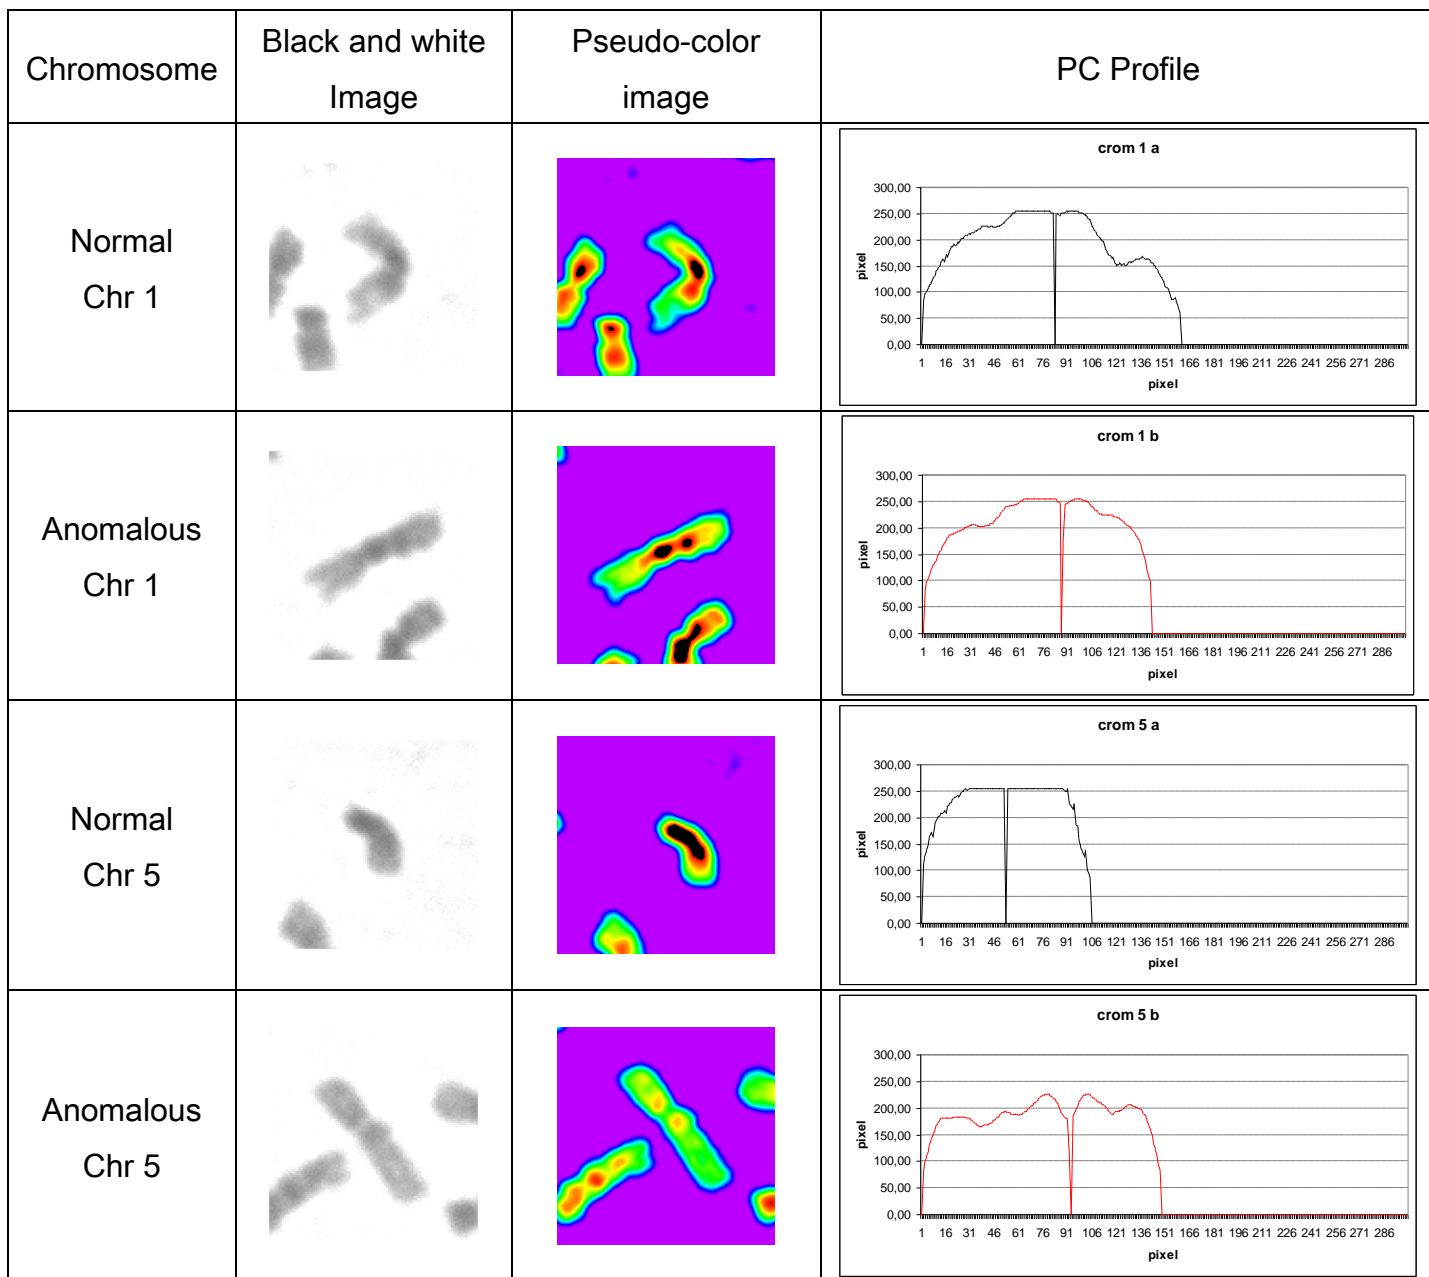 Chromosome
Black and white
Image
Pseudo-color
image
PC Profile
Normal
Chr 1
crom 1 a
300,00
250,00
200,00
150,00
100,00
50,00
0,00
pixel
1 16 31 46 61 76 91 106 121 136 151 166 181 196 211 226 241 256 271 286
pixel
Anomalous
Chr 1
crom 1 b
300,00
250,00
200,00
150,00
100,00
50,00
0,00
pixel
1 16 31 46 61 76 91 106 121 136 151 166 181 196 211 226 241 256 271 286
pixel
Normal
Chr 5
crom 5 a
300,00
250,00
200,00
150,00
100,00
50,00
0,00
pixel
1 16 31 46 61 76 91 106 121 136 151 166 181 196 211 226 241 256 271 286
pixel
Anomalous
Chr 5
crom 5 b
300,00
250,00
200,00
150,00
100,00
50,00
0,00
pixel
1 16 31 46 61 76 91 106 121 136 151 166 181 196 211 226 241 256 271 286
pixel